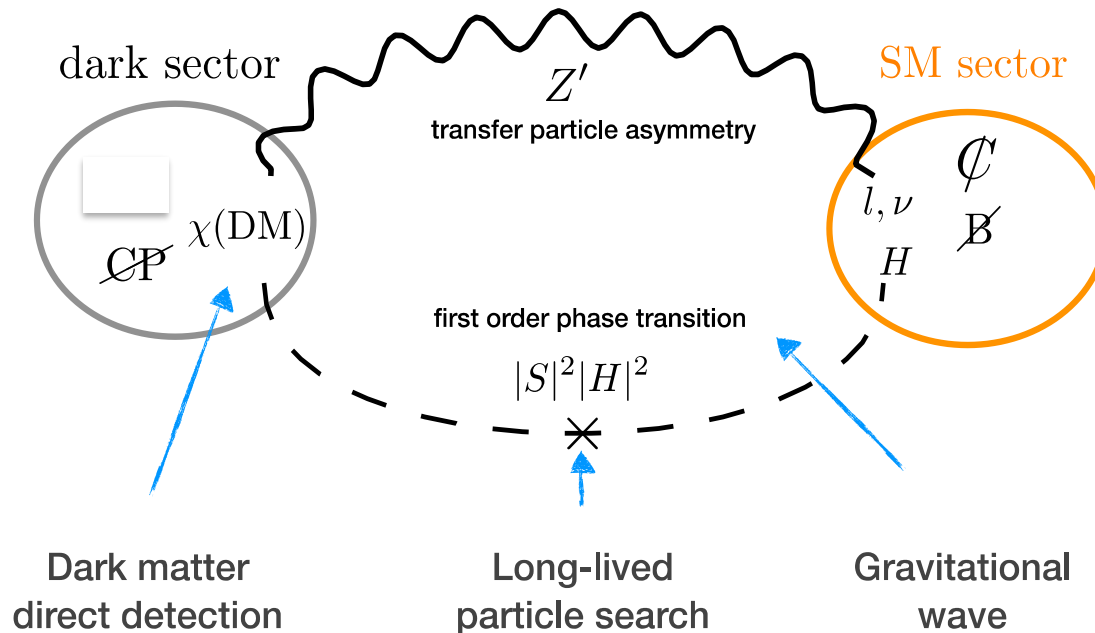 dark sector
SM sector
Z′
transfer particle asymmetry
C̸
l, ν
χ(DM)
B̸
C̸P̸
H
first order phase transition
|S|²|H|²
Dark matter
direct detection
Long-lived
particle search
Gravitational
wave